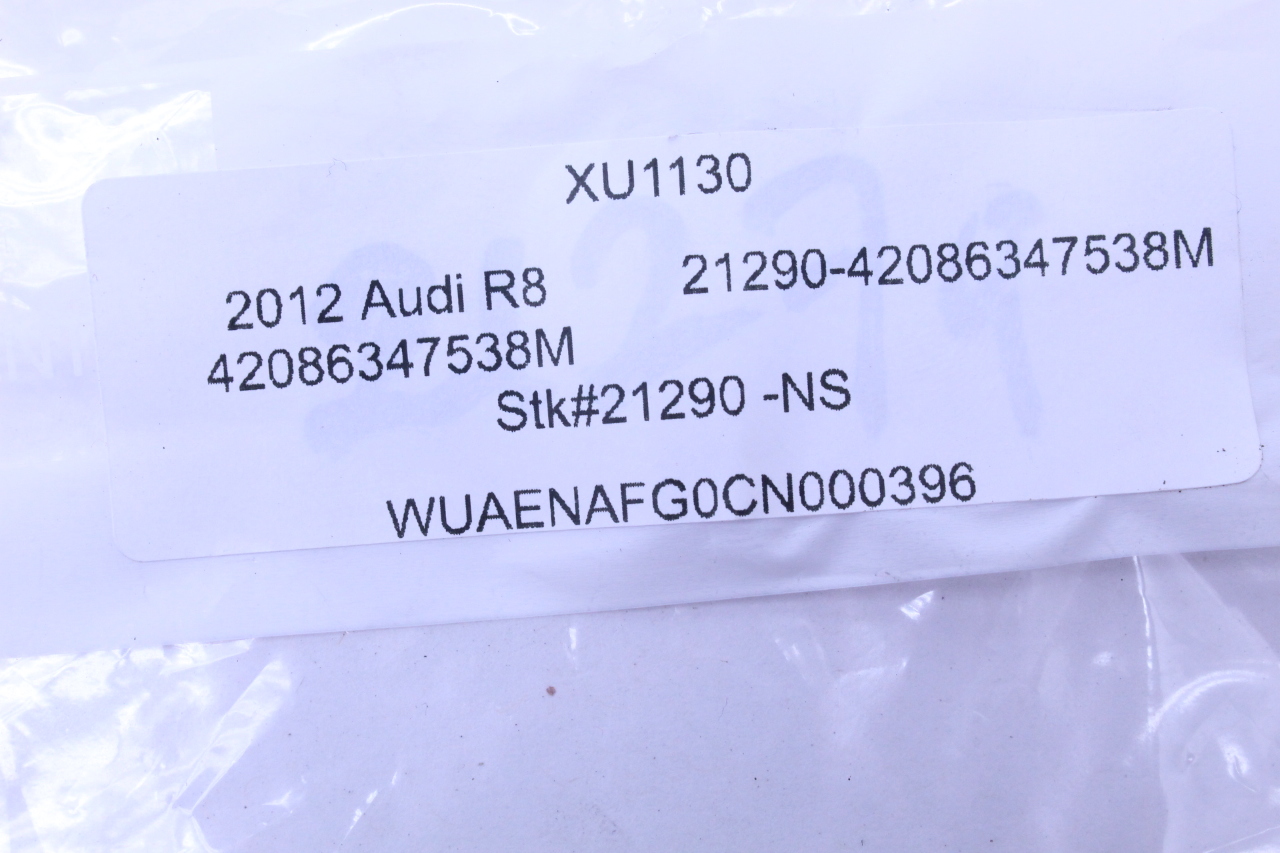 XU1130
2012 Audi R8 21290-42086347538M
42086347538M
Stk#21290 -NS
WUAENAFG0CN000396